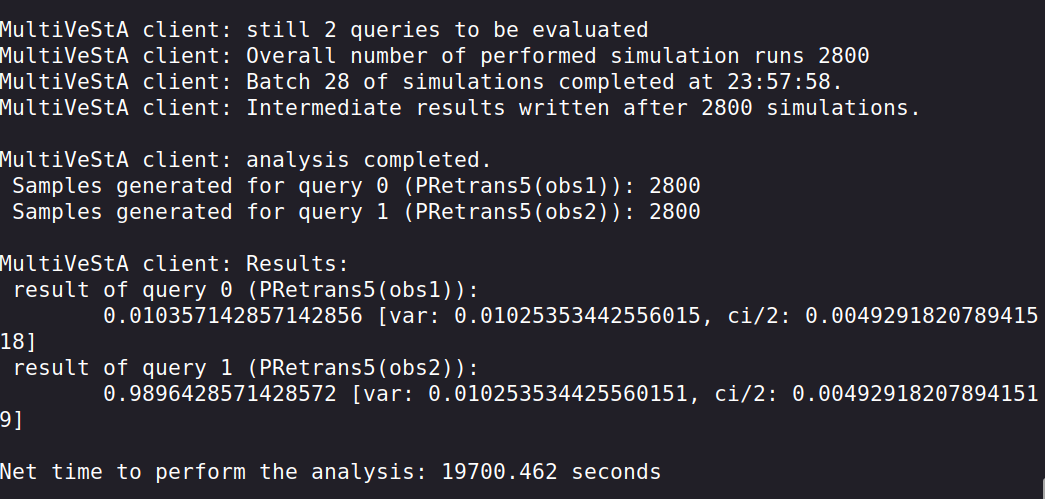 MultiVeStA client: still 2 queries to be evaluated
MultiVeStA client: Overall number of performed simulation runs 2800
MultiVeStA client: Batch 28 of simulations completed at 23:57:58.
MultiVeStA client: Intermediate results written after 2800 simulations.
MultiVeStA client: analysis completed.
Samples generated for query 0 (PRetrans5(obs1)): 2800
Samples generated for query 1 (PRetrans5(obs2)): 2800
MultiVeStA client: Results:
result of query 0 (PRetrans5(obs1)):
0.010357142857142856 [var: 0.01025353442556015, ci/2: 0.0049291820789415
18]
result of query 1 (PRetrans5(obs2)):
0.9896428571428572 [var: 0.010253534425560151, ci/2: 0.00492918207894151
9]
Net time to perform the analysis: 19700.462 seconds